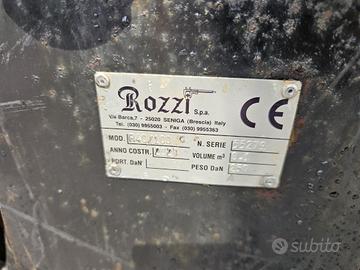 Rozzi S.p.a.
Via Barca,7 - 25020 SENIGA (Brescia) Italy
Tel. (030) 9955003 - Fax (030) 9955363
CE
MOD. N. SERIE
ANNO COSTR. VOLUME m³
PORT. DaN PESO DaN
subito